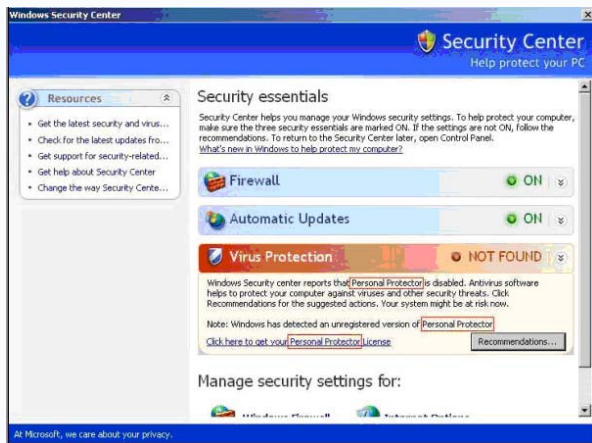 Windows Security Center
Security Center
Help protect your PC
Resources
Get the latest security and virus...
Check for the latest updates fro...
Get support for security-related...
Get help about Security Center
Change the way Security Cente...
Security essentials
Security Center helps you manage your Windows security settings. To help protect your computer,
make sure the three security essentials are marked ON. If the settings are not ON, follow the
recommendations. To return to the Security Center later, open Control Panel.
What's new in Windows to help protect my computer?
Firewall ON
Automatic Updates ON
Virus Protection NOT FOUND
Windows Security center reports that Personal Protector is disabled. Antivirus software
helps to protect your computer against viruses and other security threats. Click
Recommendations for the suggested actions. Your system might be at risk now.
Note: Windows has detected an unregistered version of Personal Protector
Click here to get your Personal Protector License
Recommendations...
Manage security settings for:
Windows Firewall Internet Options
At Microsoft, we care about your privacy.